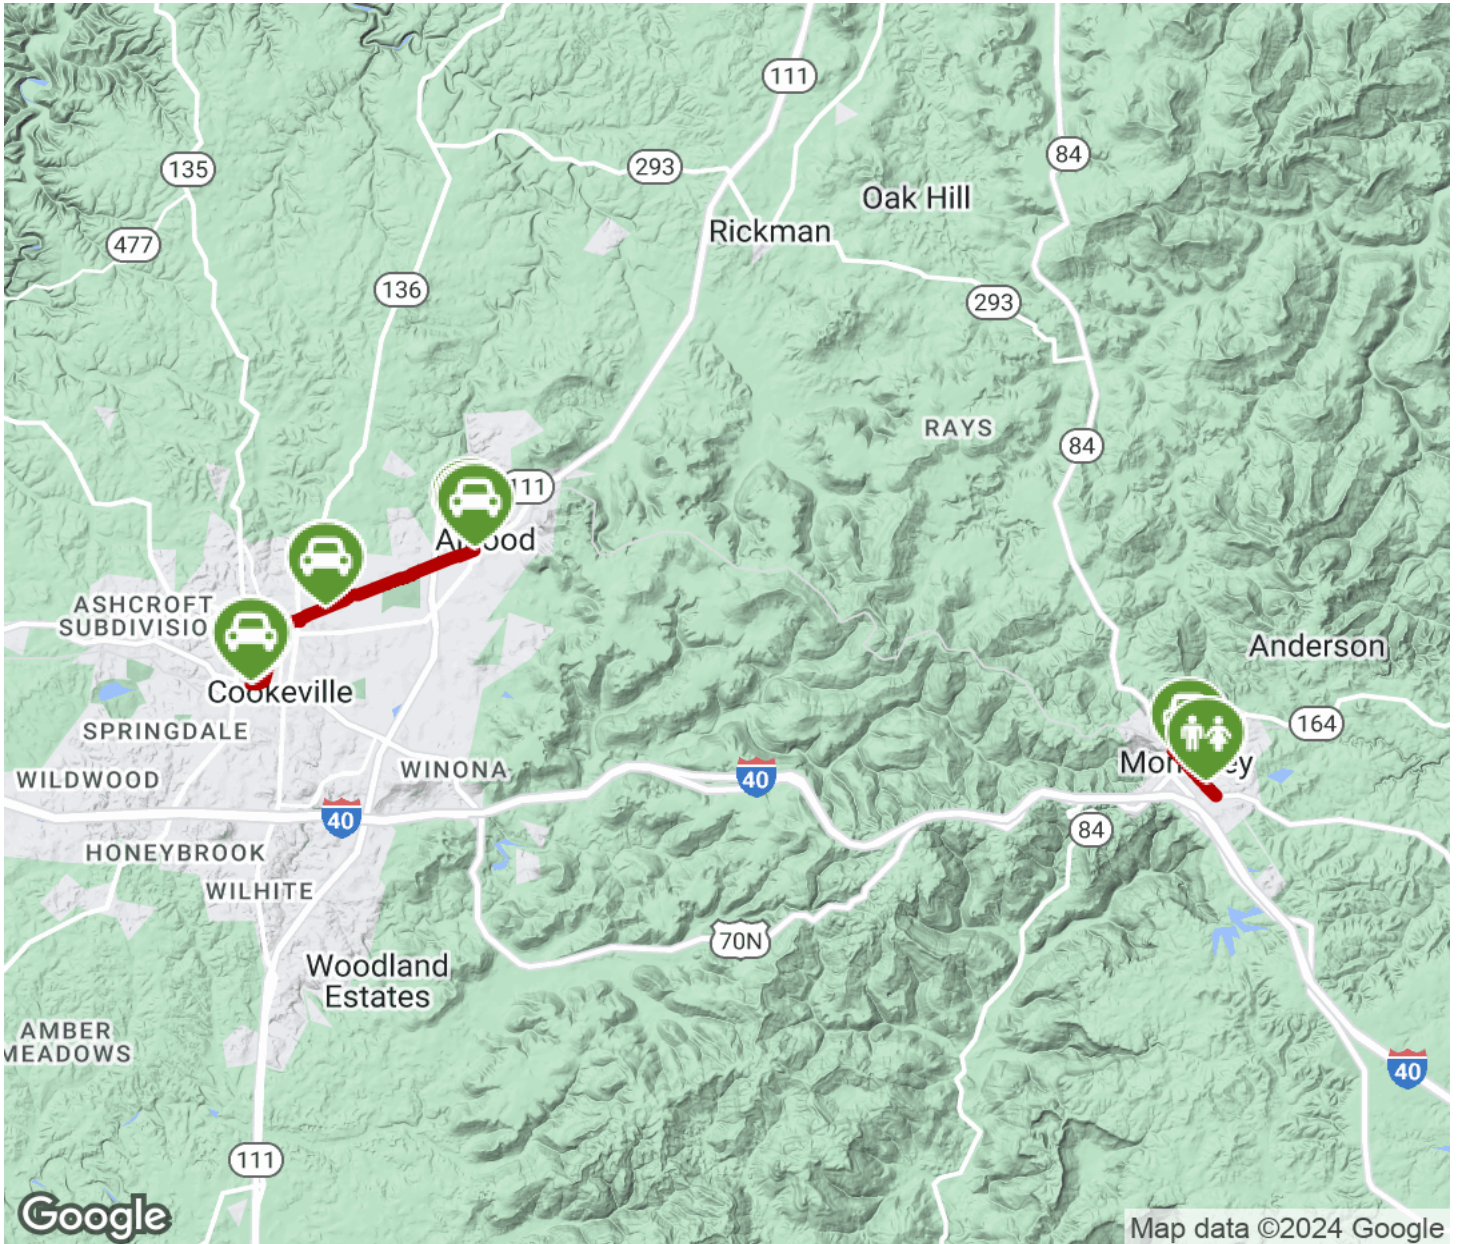 111
84
293
135
Oak Hill
Rickman
477
136
293
RAYS
84
111
ASHCROFT
SUBDIVISIO
Anderson
Cookeville
164
SPRINGDALE
WILDWOOD
WINONA
40
40
84
HONEYBROOK
WILHITE
70N
Woodland
Estates
AMBER
MEADOWS
40
111
Google
Map data ©2024 Google